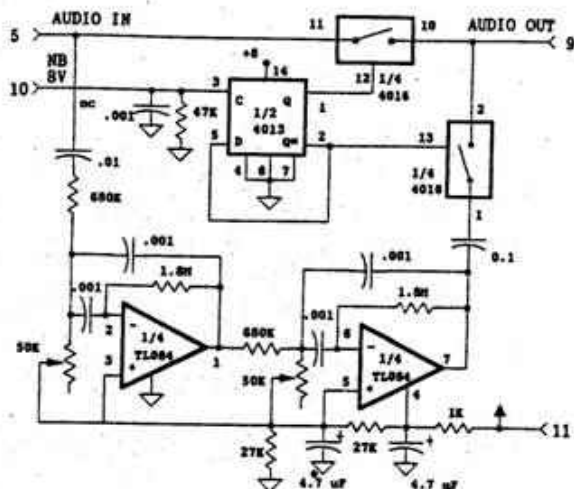 AUDIO IN
AUDIO OUT
5
11
10
9
NB
8V
10
+8
14
12
1/4
4016
3
C
Q
1
1/2
4013
mc
.001
47K
5
D
2
13
2
4
6
7
1/4
4016
1
.01
680K
0.1
.001
1.8M
.001
2
3
1/4
TL084
1
50K
680K
.001
1.8M
.001
6
5
1/4
TL084
7
4
50K
27K
27K
1K
11
4.7 uF
4.7 uF